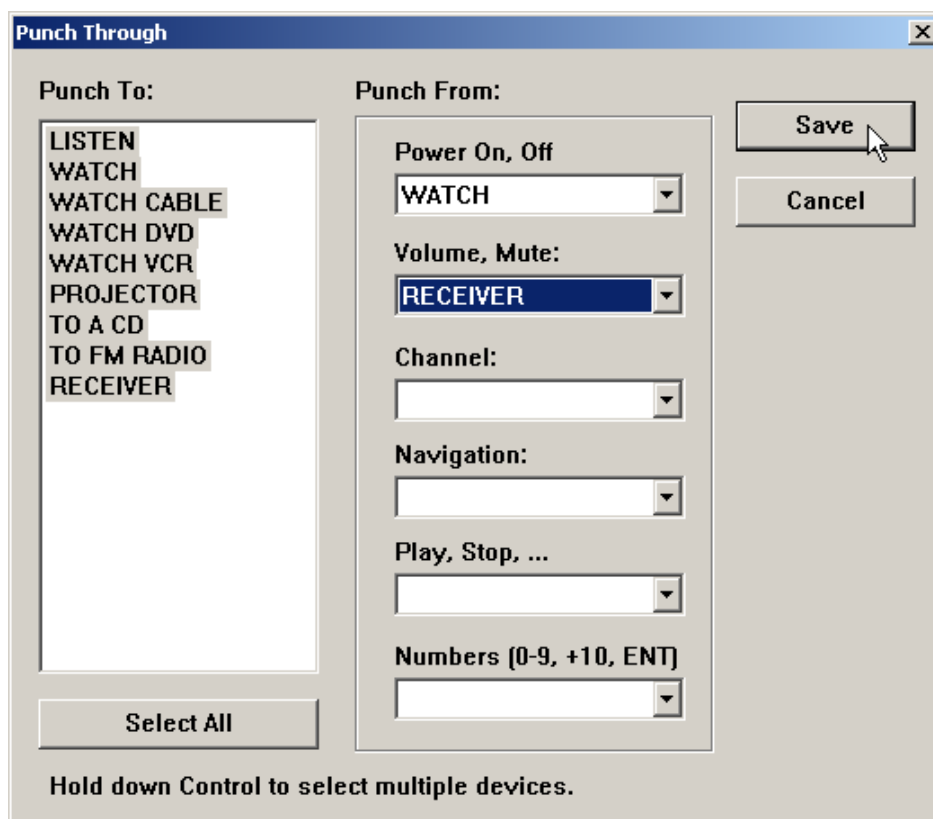 Punch Through
Punch To:
LISTEN
WATCH
WATCH CABLE
WATCH DVD
WATCH VCR
PROJECTOR
TO A CD
TO FM RADIO
RECEIVER
Select All
Punch From:
Power On, Off
WATCH
Volume, Mute:
RECEIVER
Channel:
Navigation:
Play, Stop, ...
Numbers (0-9, +10, ENT)
Save
Cancel
Hold down Control to select multiple devices.